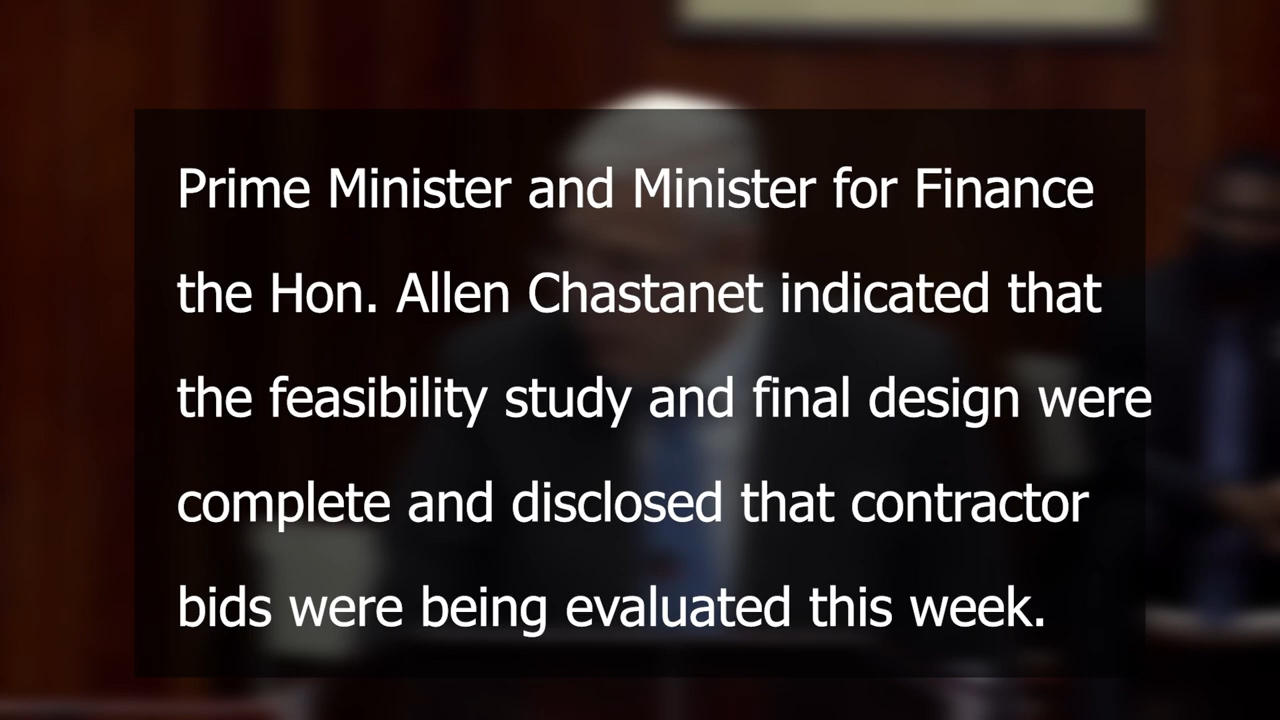 Prime Minister and Minister for Finance
the Hon. Allen Chastanet indicated that
the feasibility study and final design were
complete and disclosed that contractor
bids were being evaluated this week.